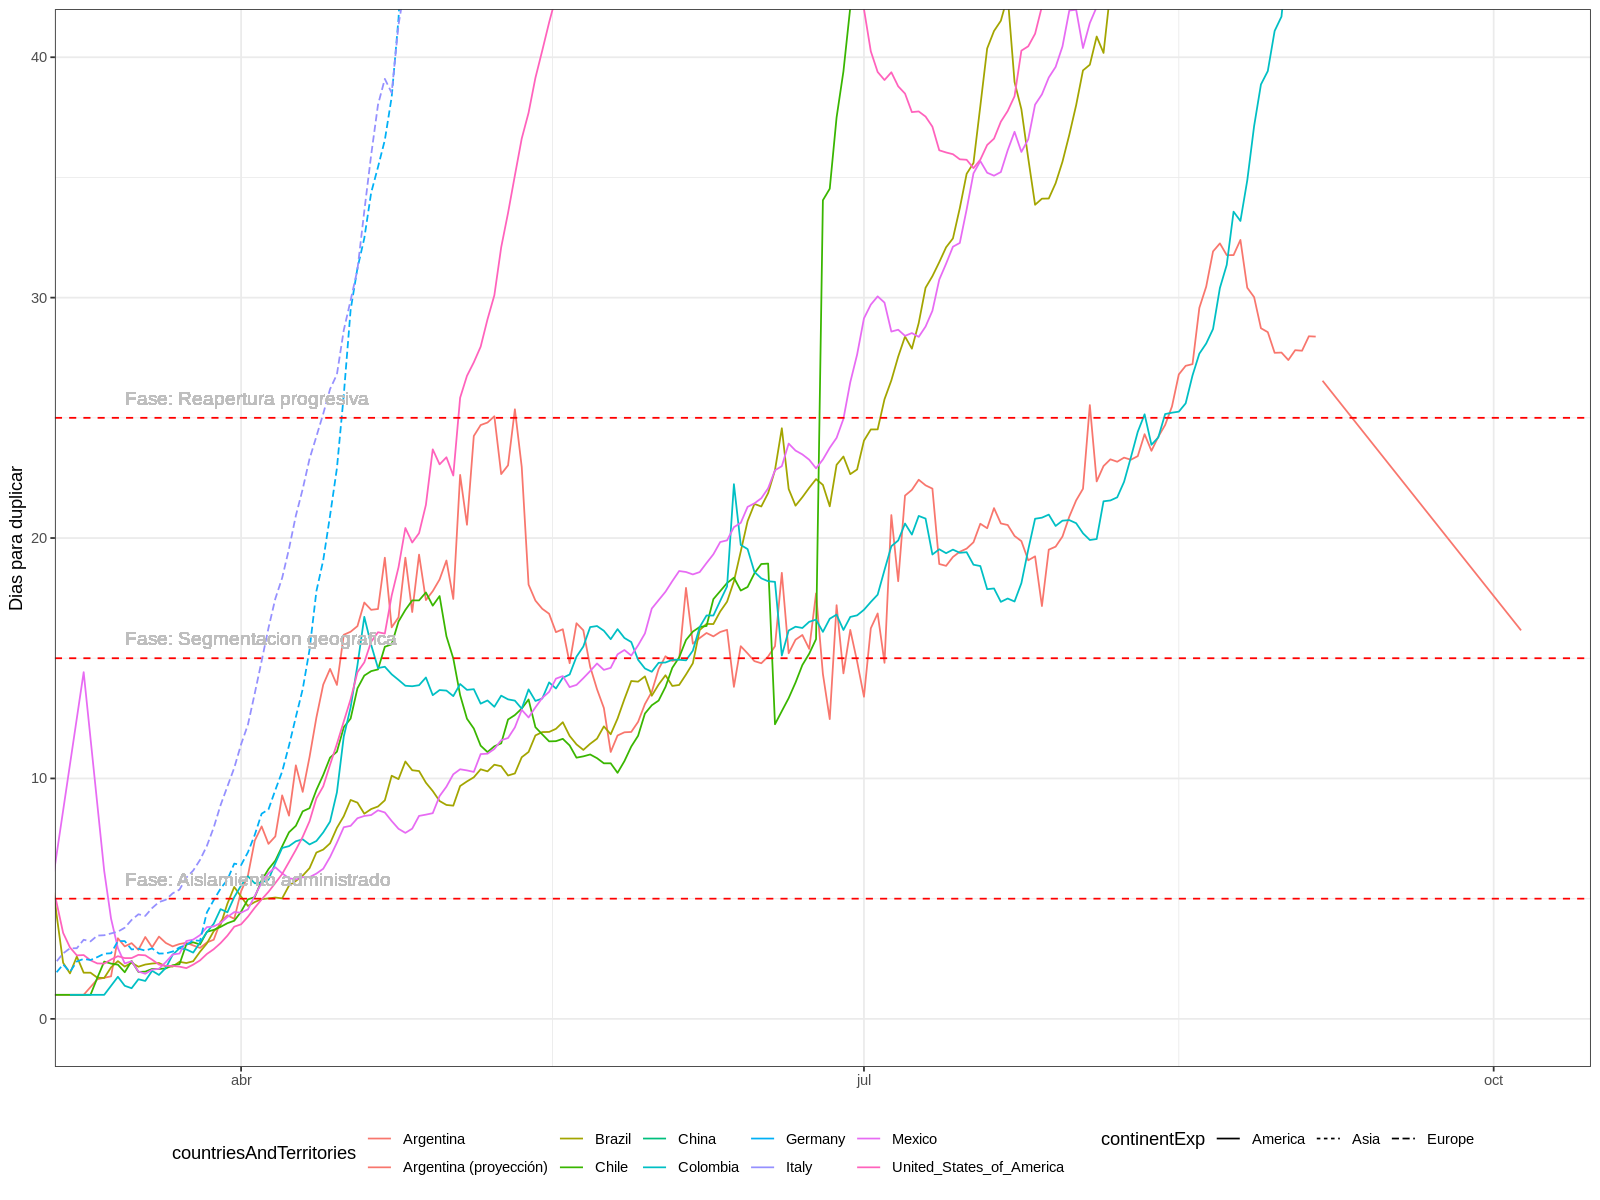 40
30
20
10
0
Dias para duplicar
Fase: Reapertura progresiva
Fase: Segmentacion geografica
Fase: Aislamiento administrado
abr
jul
oct
countriesAndTerritories
Argentina
Argentina (proyección)
Brazil
Chile
China
Colombia
Germany
Italy
Mexico
United_States_of_America
continentExp
America
Asia
Europe